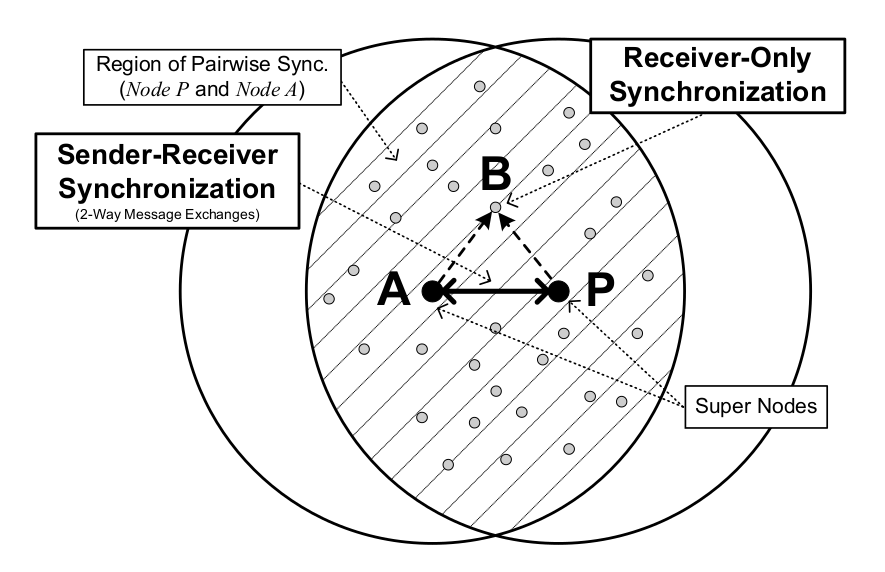 Region of Pairwise Sync.
(Node P and Node A)
Receiver-Only
Synchronization
Sender-Receiver
Synchronization
(2-Way Message Exchanges)
B
A
P
Super Nodes